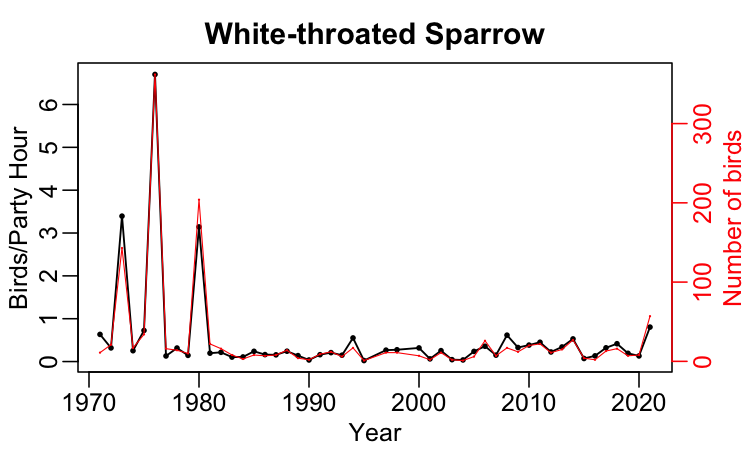 White-throated Sparrow
Birds/Party Hour
0 1 2 3 4 5 6
0 100 200 300
Number of birds
1970 1980 1990 2000 2010 2020
Year